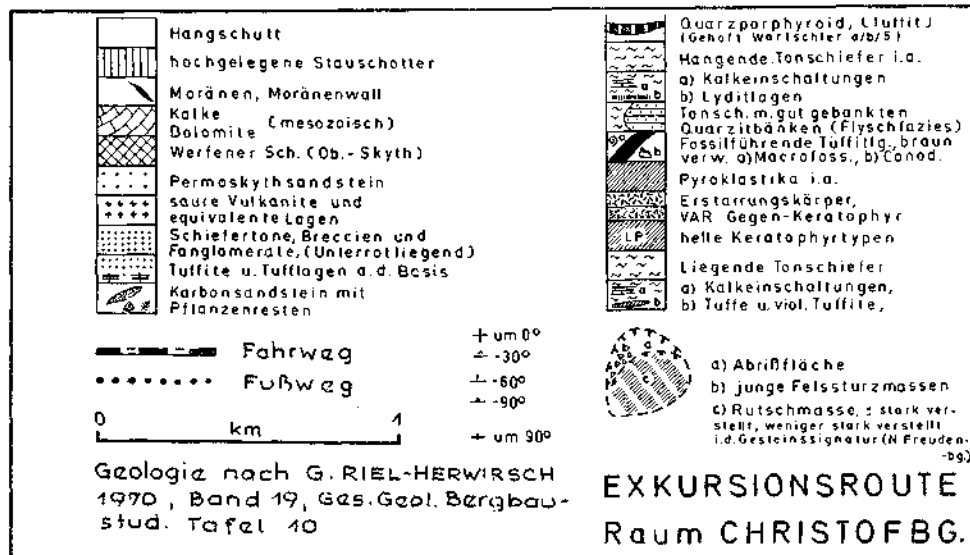 Hangschutt
hochgelegene Stauschotter
Moränen, Moränenwall
Kalke
Dolomite (mesozoisch)
Werfener Sch. (Ob.- Skyth)
Permoskythsandstein
saure Vulkanite und
equivalente Lagen
Schiefertone, Breccien und
Fanglomerate, (Unterrotliegend)
Tuffite u. Tufflagen a.d. Basis
Karbonsandstein mit
Pflanzenresten
Fahrweg
Fußweg
0 km 1
+ um 0°
-30°
-60°
-90°
+ um 90°
Geologie nach G. RIEL-HERWIRSCH
1970, Band 19, Ges. Geol. Bergbau-
stud. Tafel 10
Quarzporphyroid, (Tuffit)
(Gehöft Wartschler a/b/5)
Hangende Tonschiefer i.a.
a) Kalkeinschaltungen
b) Lyditlagen
Tonsch. m. gut gebankten
Quarzitbänken (Flyschfazies)
Fossilführende Tuffitlg., braun
verw. a) Macrofoss., b) Conod.
Pyroklastika i.a.
Erstarrungskörper,
VAR Gegen-Keratophyr
LP helle Keratophyrtypen
Liegende Tonschiefer
a) Kalkeinschaltungen,
b) Tuffe u. viol. Tuffite,
a) Abrißfläche
b) junge Felssturzmassen
c) Rutschmasse, ± stark ver-
stellt, weniger stark verstellt
i.d. Gesteinssignatur (N Freuden-
-bg.)
EXKURSIONSROUTE
Raum CHRISTOFBG.